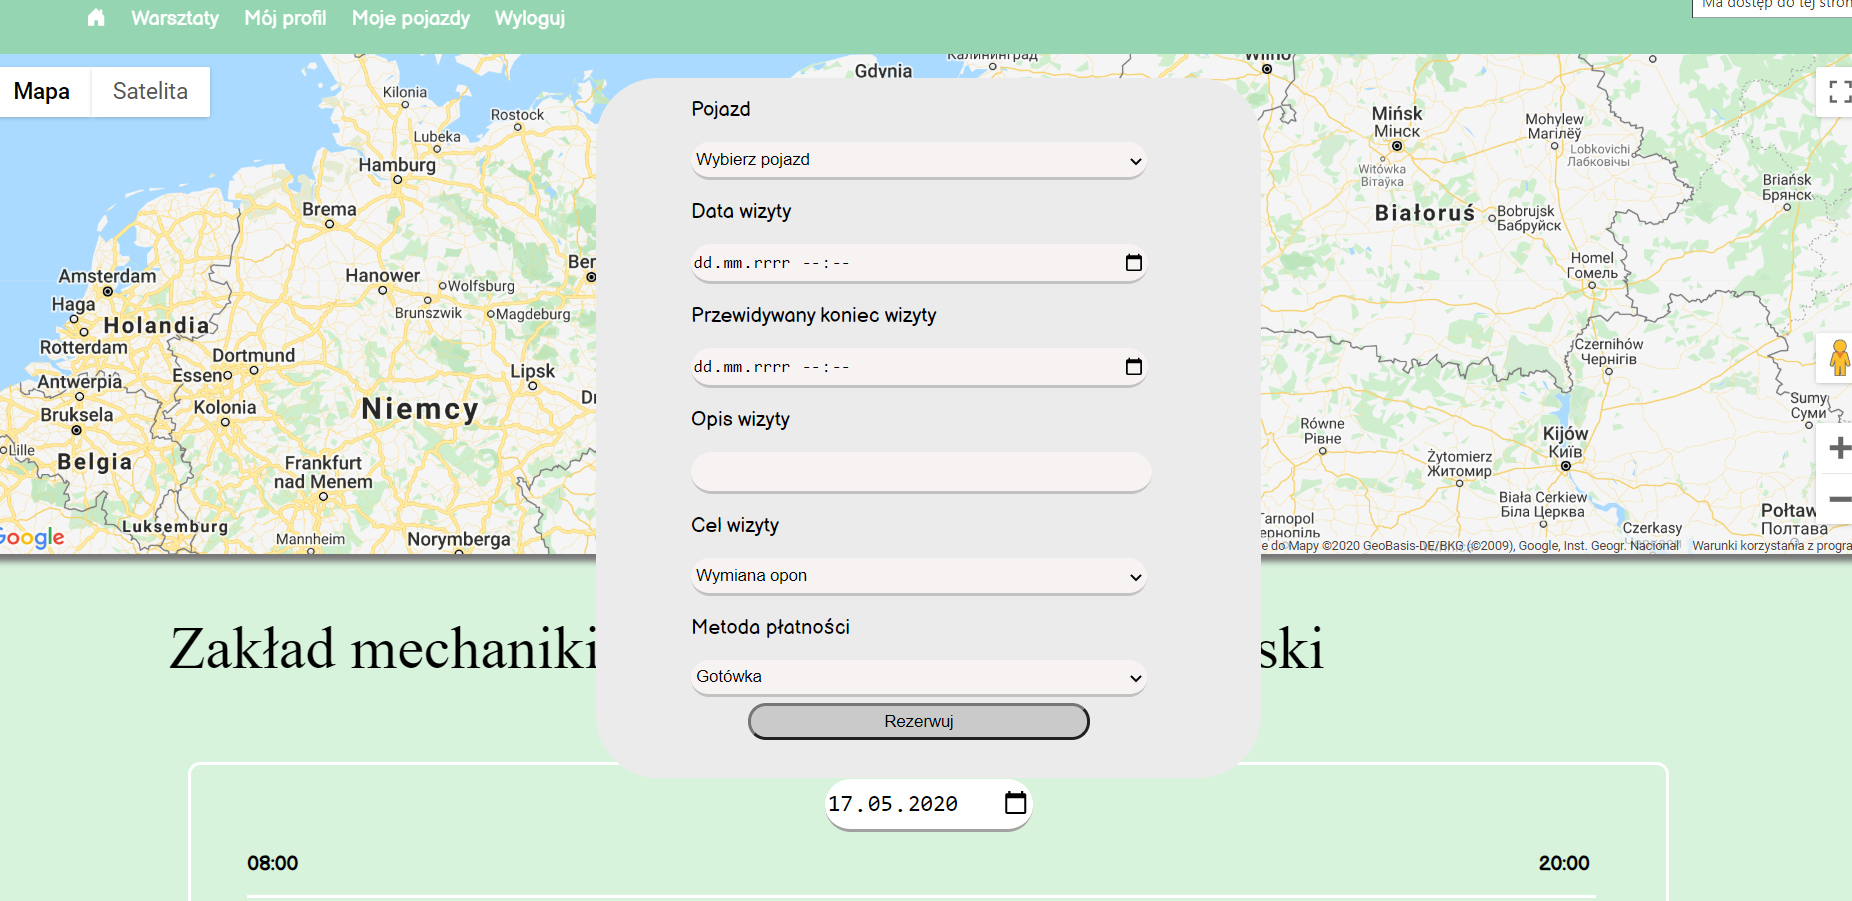 Warsztaty Mój profil Moje pojazdy Wyloguj
Ma dostęp do tej stron
Mapa Satelita
Gdynia
Калининград
Wilno
Kilonia
Rostock
Lubeka
Hamburg
Brema
Amsterdam
Hanower
Ber
Wolfsburg
Haga
Brunszwik
Magdeburg
Holandia
Rotterdam
Dortmund
Essen
Lipsk
Antwerpia
Kolonia
Niemcy
Dr
Bruksela
Lille
Belgia
Frankfurt
nad Menem
Luksemburg
Mannheim
Norymberga
Google
Mińsk
Мінск
Mohylew
Магілёў
Lobkovichi
Лабковічы
Witówka
Вітаўка
Briańsk
Брянск
Białoruś
Bobrujsk
Бабруйск
Homel
Гомель
Czernihów
Чернігів
Sumy
Суми
Równe
Рівне
Kijów
Київ
Żytomierz
Житомир
Biała Cerkiew
Біла Церква
Tarnopol
ернопіль
Czerkasy
Połtaw
Полтава
e do Mapy ©2020 GeoBasis-DE/BKG (©2009), Google, Inst. Geogr. Nacional Warunki korzystania z progra
Pojazd
Wybierz pojazd
Data wizyty
dd.mm.rrrr --:--
Przewidywany koniec wizyty
dd.mm.rrrr --:--
Opis wizyty
Cel wizyty
Wymiana opon
Metoda płatności
Gotówka
Rezerwuj
Zakład mechaniki ski
17.05.2020
08:00 20:00